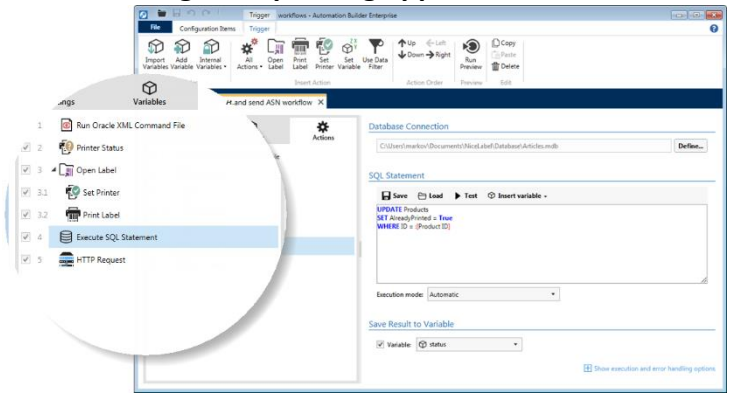 Trigger workflows - Automation Builder Enterprise
File Configuration Items Trigger
Import Variables
Add Variable
Internal Variables
All Actions
Open Label
Print Label
Set Printer
Set Variable
Use Data Filter
Up Left
Down Right
Run Preview
Copy
Paste
Delete
Insert Action Action Order Preview Edit
ngs Variables and send ASN workflow X
Actions
1 Run Oracle XML Command File
2 Printer Status
3 Open Label
3.1 Set Printer
3.2 Print Label
4 Execute SQL Statement
5 HTTP Request
Database Connection
C:\Users\markov\Documents\NiceLabel\Database\Articles.mdb Define...
SQL Statement
Save Load Test Insert variable
UPDATE Products
SET AlreadyPrinted = True
WHERE ID = :[Product ID]
Execution mode: Automatic
Save Result to Variable
Variable: status
Show execution and error handling options